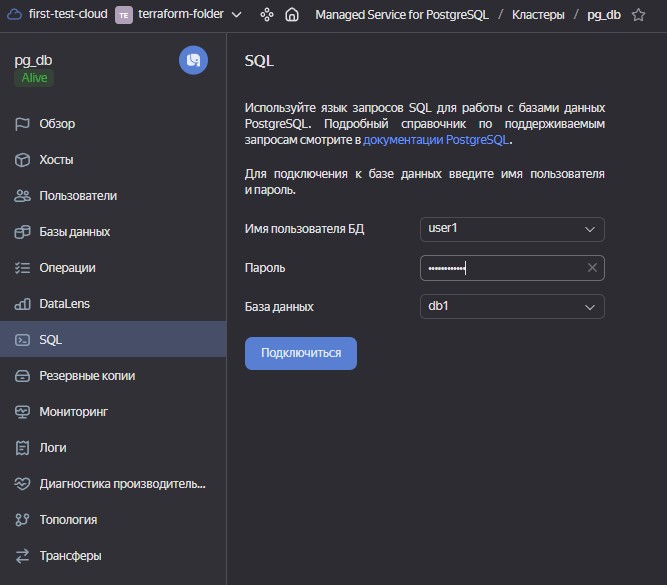 first-test-cloud TE terraform-folder Managed Service for PostgreSQL / Кластеры / pg_db
pg_db
Alive
Обзор
Хосты
Пользователи
Базы данных
Операции
DataLens
SQL
Резервные копии
Мониторинг
Логи
Диагностика производитель...
Топология
Трансферы
SQL
Используйте язык запросов SQL для работы с базами данных
PostgreSQL. Подробный справочник по поддерживаемым
запросам смотрите в документации PostgreSQL.
Для подключения к базе данных введите имя пользователя
и пароль.
Имя пользователя БД user1
Пароль ••••••••••••
База данных db1
Подключиться